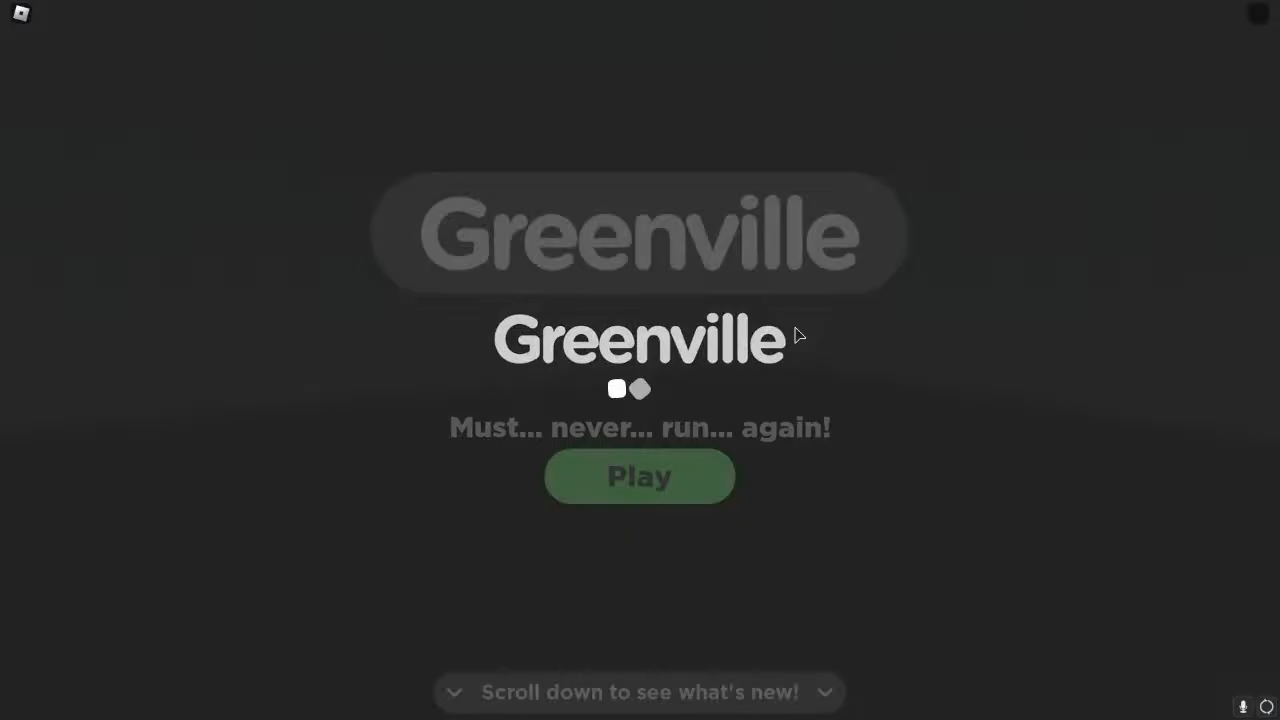 Greenville
Greenville
Must... never... run... again!
Play
Scroll down to see what's new!